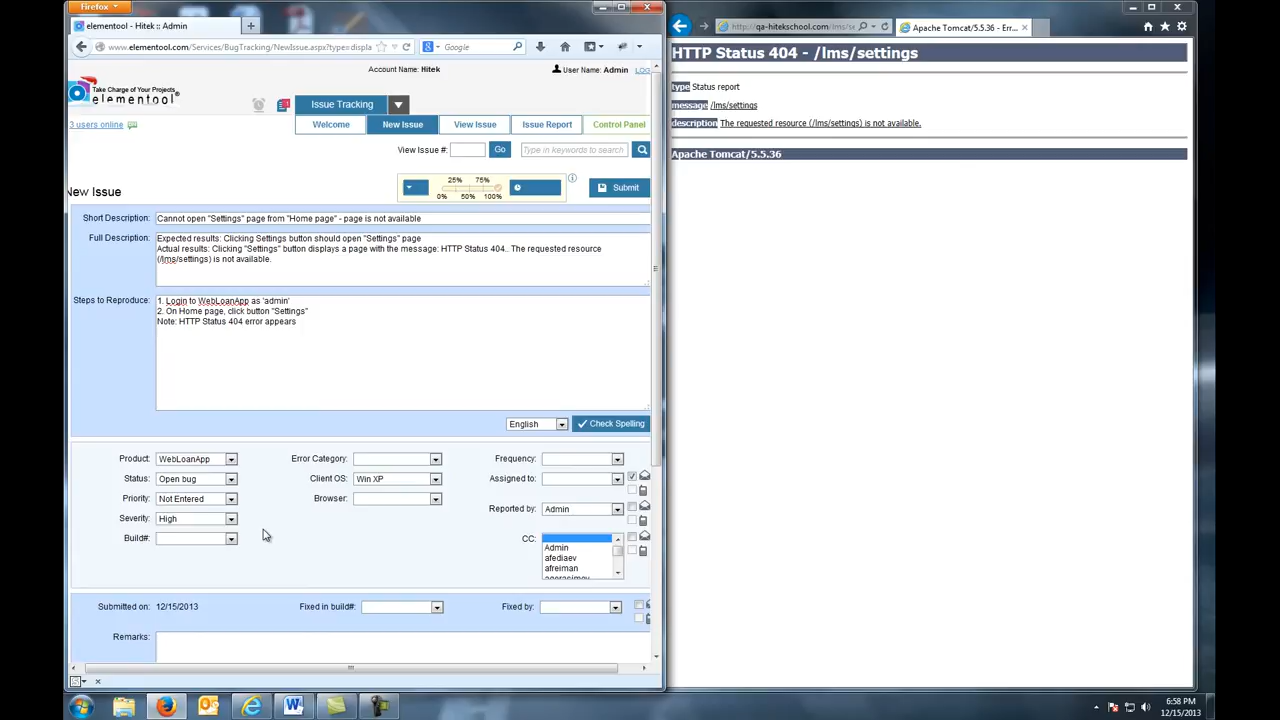 Firefox
elementool - Hitek :: Admin
www.elementool.com/Services/BugTracking/NewIssue.aspx?type=displa
Google
Account Name: Hitek
User Name: Admin
LOG
Take Charge of Your Projects
elementool
3 users online
Issue Tracking
Welcome
New Issue
View Issue
Issue Report
Control Panel
View Issue #:
Go
Type in keywords to search
New Issue
25% 75%
0% 50% 100%
Submit
Short Description: Cannot open "Settings" page from "Home page" - page is not available
Full Description: Expected results: Clicking Settings button should open "Settings" page
Actual results: Clicking "Settings" button displays a page with the message: HTTP Status 404.. The requested resource
(/lms/settings) is not available.
Steps to Reproduce: 1. Login to WebLoanApp as 'admin'
2. On Home page, click button "Settings"
Note: HTTP Status 404 error appears
English
Check Spelling
Product: WebLoanApp
Error Category:
Frequency:
Status: Open bug
Client OS: Win XP
Assigned to:
Priority: Not Entered
Browser:
Reported by: Admin
Severity: High
Build#:
CC:
Admin
afediaev
afreiman
agerasimov
Submitted on: 12/15/2013
Fixed in build#:
Fixed by:
Remarks:
http://qa-hitekschool.com/lms/se
Apache Tomcat/5.5.36 - Err...
HTTP Status 404 - /lms/settings
type Status report
message /lms/settings
description The requested resource (/lms/settings) is not available.
Apache Tomcat/5.5.36
6:58 PM
12/15/2013